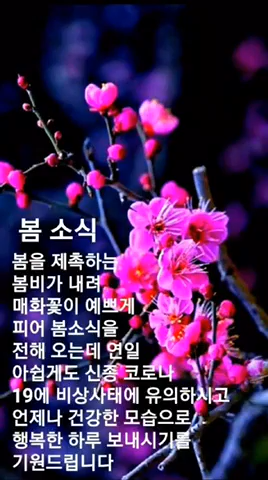 봄 소식
봄을 제촉하는
봄비가 내려
매화꽃이 예쁘게
피어 봄소식을
전해 오는데 연일
아쉽게도 신종 코로나
19에 비상사태에 유의하시고
언제나 건강한 모습으로. .
행복한 하루 보내시기를
기원드립니다